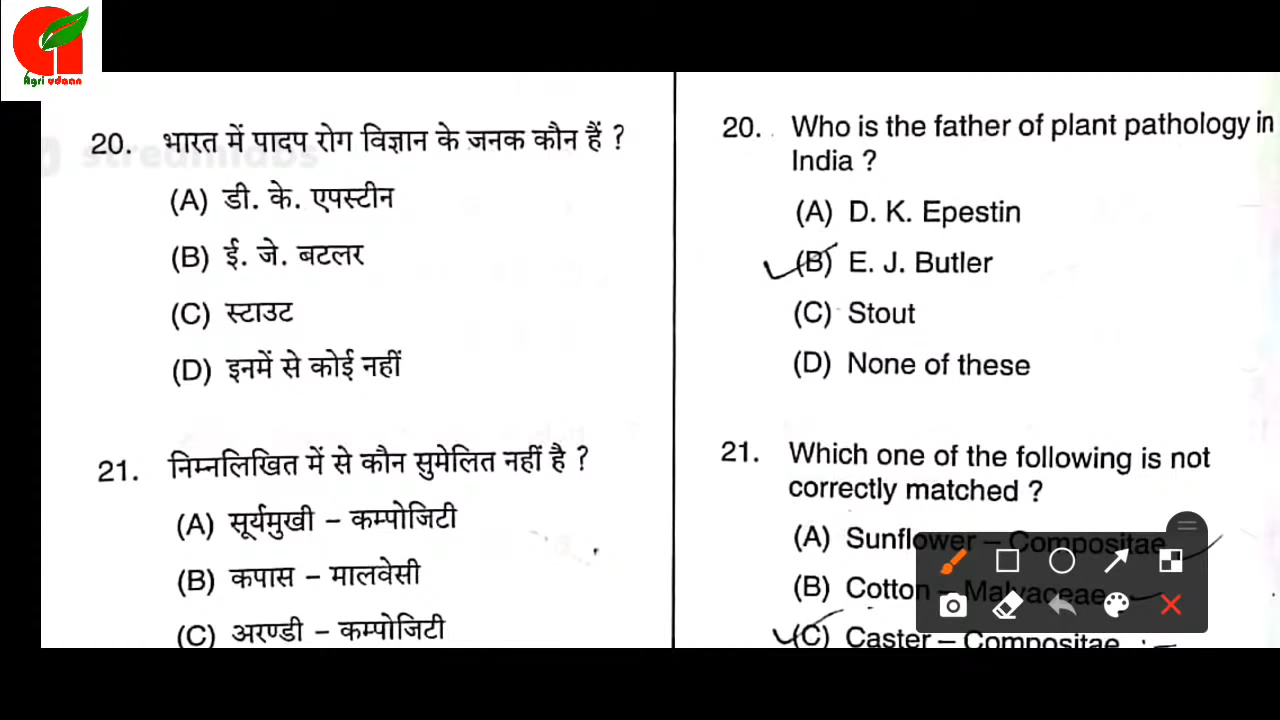 Agri udaan
20. भारत में पादप रोग विज्ञान के जनक कौन हैं ?
(A) डी. के. एपस्टीन
(B) ई. जे. बटलर
(C) स्टाउट
(D) इनमें से कोई नहीं
21. निम्नलिखित में से कौन सुमेलित नहीं है ?
(A) सूर्यमुखी – कम्पोजिटी
(B) कपास – मालवेसी
(C) अरण्डी – कम्पोजिटी
20. Who is the father of plant pathology in
India ?
(A) D. K. Epestin
(B) E. J. Butler
(C) Stout
(D) None of these
21. Which one of the following is not
correctly matched ?
(A) Sunflower – Compositae
(B) Cotton – Malvaceae
(C) Caster – Compositae